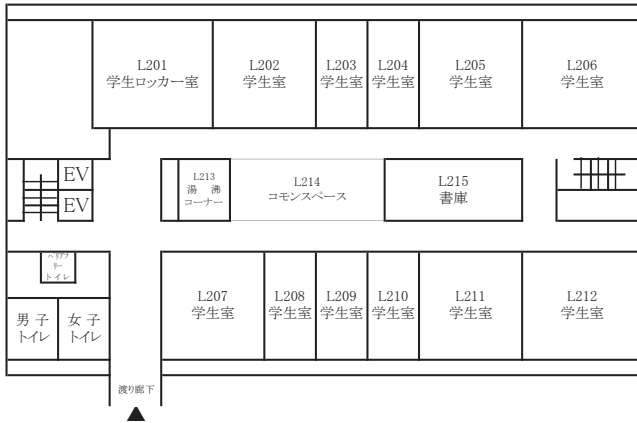 L201
学生ロッカー室
L202
学生室
L203
学生室
L204
学生室
L205
学生室
L206
学生室
EV
EV
L213
湯 沸
コーナー
L214
コモンスペース
L215
書庫
バリアフ
リー
トイレ
男 子
トイレ
女 子
トイレ
L207
学生室
L208
学生室
L209
学生室
L210
学生室
L211
学生室
L212
学生室
渡り廊下